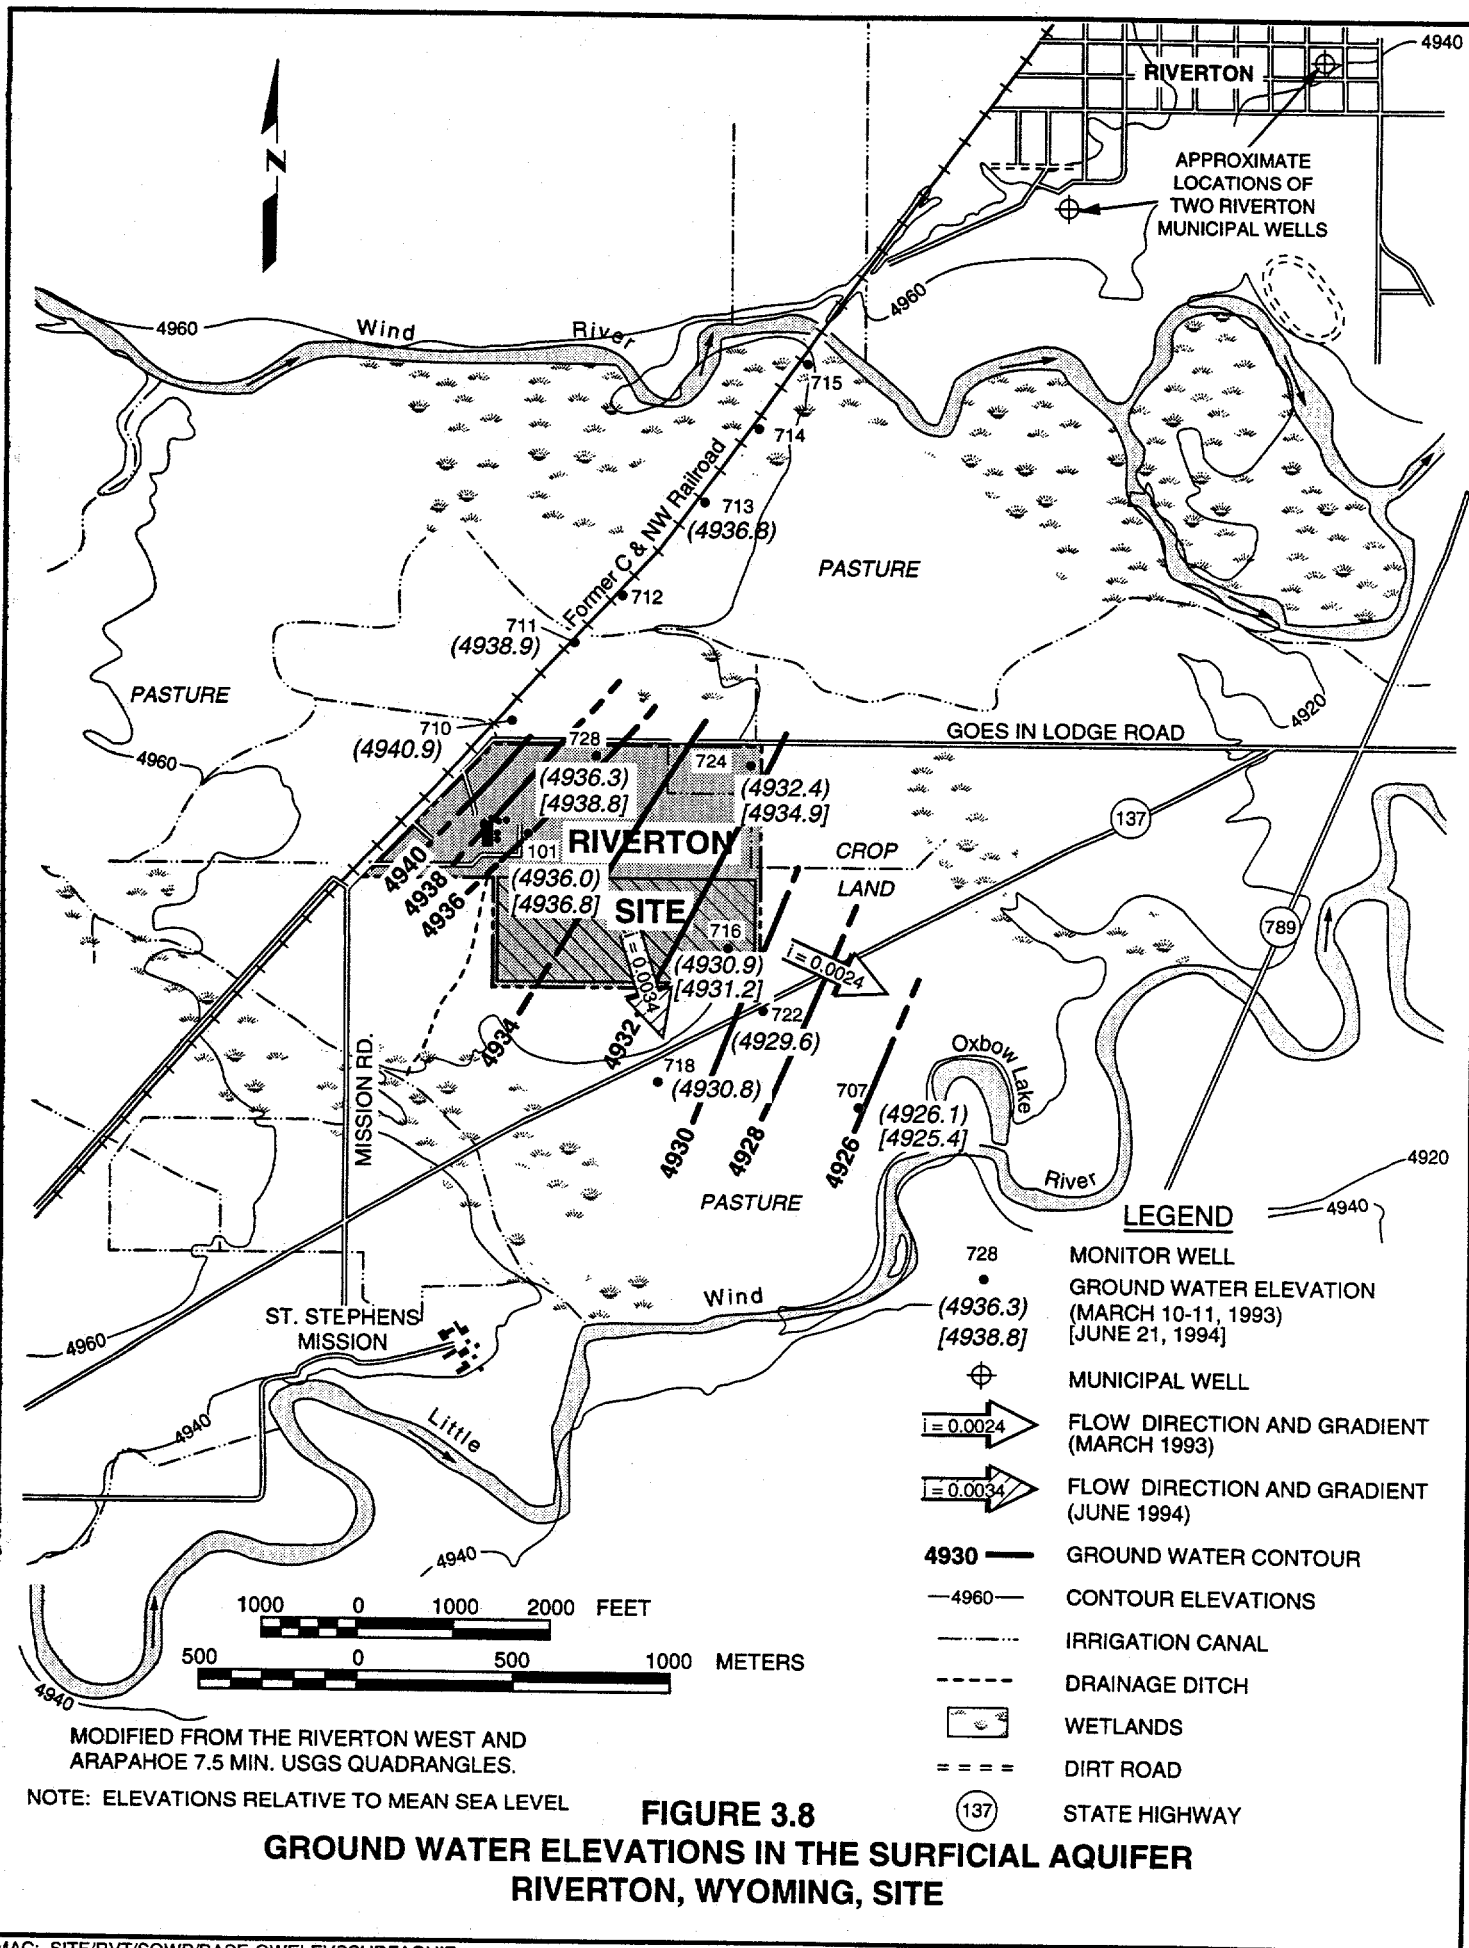 4940
RIVERTON
APPROXIMATE
LOCATIONS OF
TWO RIVERTON
MUNICIPAL WELLS
N
4960
4960
Wind
River
715
714
713
(4936.8)
Former C & NW Railroad
712
711
(4938.9)
PASTURE
PASTURE
4960
710
(4940.9)
4920
GOES IN LODGE ROAD
728
(4936.3)
[4938.8]
724
(4932.4)
[4934.9]
137
RIVERTON
SITE
101
(4936.0)
[4936.8]
4940
4938
4936
CROP
LAND
716
(4930.9)
[4931.2]
i = 0.0034
i = 0.0024
789
722
(4929.6)
4934
4932
718
(4930.8)
MISSION RD.
Oxbow
Lake
707
(4926.1)
[4925.4]
4930
4928
4926
PASTURE
River
4920
4940
LEGEND
728
MONITOR WELL
GROUND WATER ELEVATION
(4936.3)
(MARCH 10-11, 1993)
[4938.8]
[JUNE 21, 1994]
MUNICIPAL WELL
i = 0.0024
FLOW DIRECTION AND GRADIENT
(MARCH 1993)
i = 0.0034
FLOW DIRECTION AND GRADIENT
(JUNE 1994)
4930
GROUND WATER CONTOUR
4960
CONTOUR ELEVATIONS
IRRIGATION CANAL
DRAINAGE DITCH
WETLANDS
DIRT ROAD
137
STATE HIGHWAY
Wind
ST. STEPHENS
MISSION
4960
4940
Little
4940
4940
1000 0 1000 2000 FEET
500 0 500 1000 METERS
MODIFIED FROM THE RIVERTON WEST AND
ARAPAHOE 7.5 MIN. USGS QUADRANGLES.
NOTE: ELEVATIONS RELATIVE TO MEAN SEA LEVEL
FIGURE 3.8
GROUND WATER ELEVATIONS IN THE SURFICIAL AQUIFER
RIVERTON, WYOMING, SITE